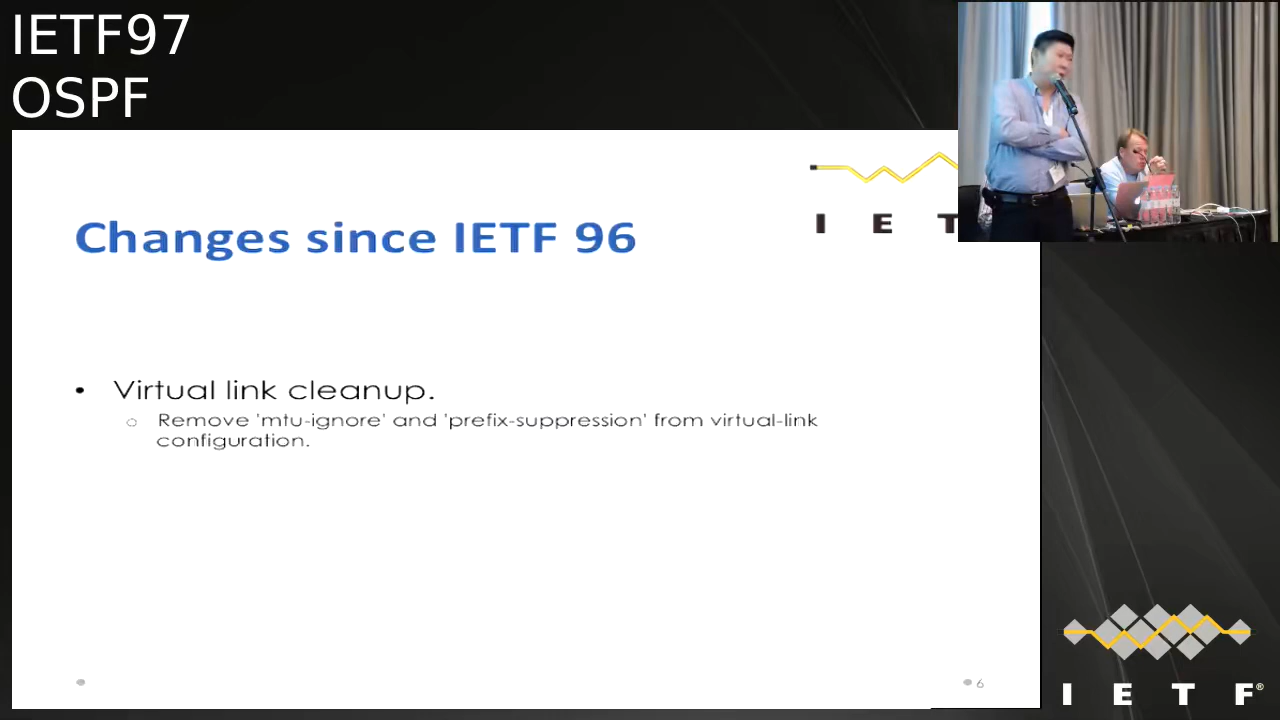 IETF97
OSPF
I E T
Changes since IETF 96
• Virtual link cleanup.
Remove 'mtu-ignore' and 'prefix-suppression' from virtual-link
configuration.
6
I E T F®